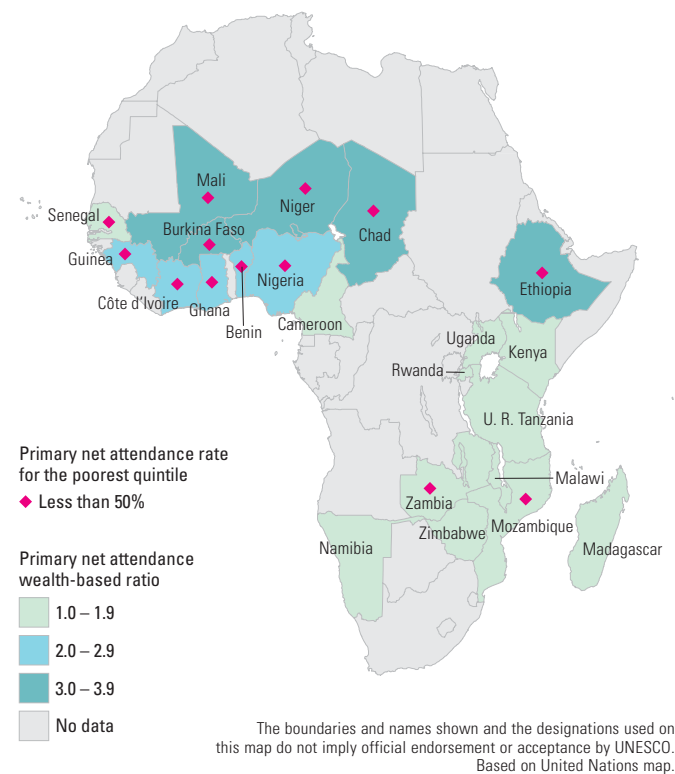 Mali
Niger
Senegal
Burkina Faso
Chad
Guinea
Nigeria
Ethiopia
Côte d'Ivoire
Ghana
Benin
Cameroon
Uganda
Kenya
Rwanda
U. R. Tanzania
Primary net attendance rate
for the poorest quintile
Less than 50%
Malawi
Zambia
Mozambique
Zimbabwe
Namibia
Madagascar
Primary net attendance
wealth-based ratio
1.0 – 1.9
2.0 – 2.9
3.0 – 3.9
No data
The boundaries and names shown and the designations used on
this map do not imply official endorsement or acceptance by UNESCO.
Based on United Nations map.